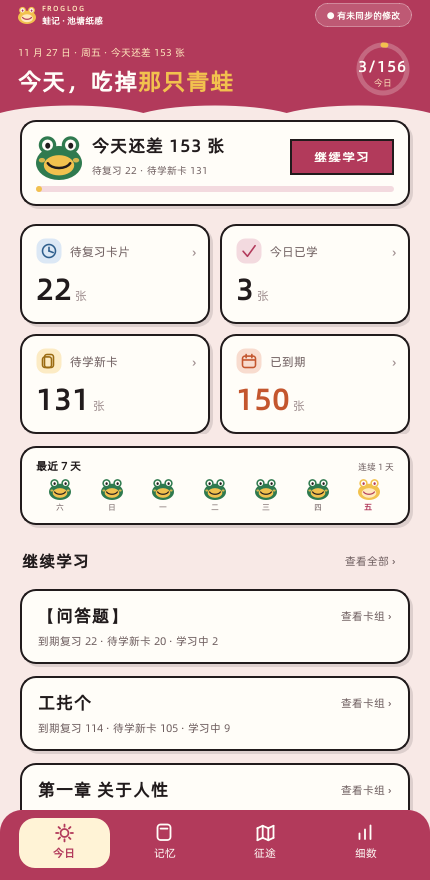 FROGLOG
蛙记 · 池塘纸感
有未同步的修改
11 月 27 日 · 周五 · 今天还差 153 张
今天，吃掉那只青蛙
3/156
今日
今天还差 153 张
待复习 22 · 待学新卡 131
继续学习
待复习卡片 ›
22 张
今日已学 ›
3 张
待学新卡 ›
131 张
已到期 ›
150 张
最近 7 天
连续 1 天
六 日 一 二 三 四 五
继续学习
查看全部 ›
【问答题】
查看卡组 ›
到期复习 22 · 待学新卡 20 · 学习中 2
工扥个
查看卡组 ›
到期复习 114 · 待学新卡 105 · 学习中 9
第一章 关于人性
查看卡组 ›
今日
记忆
征途
细数